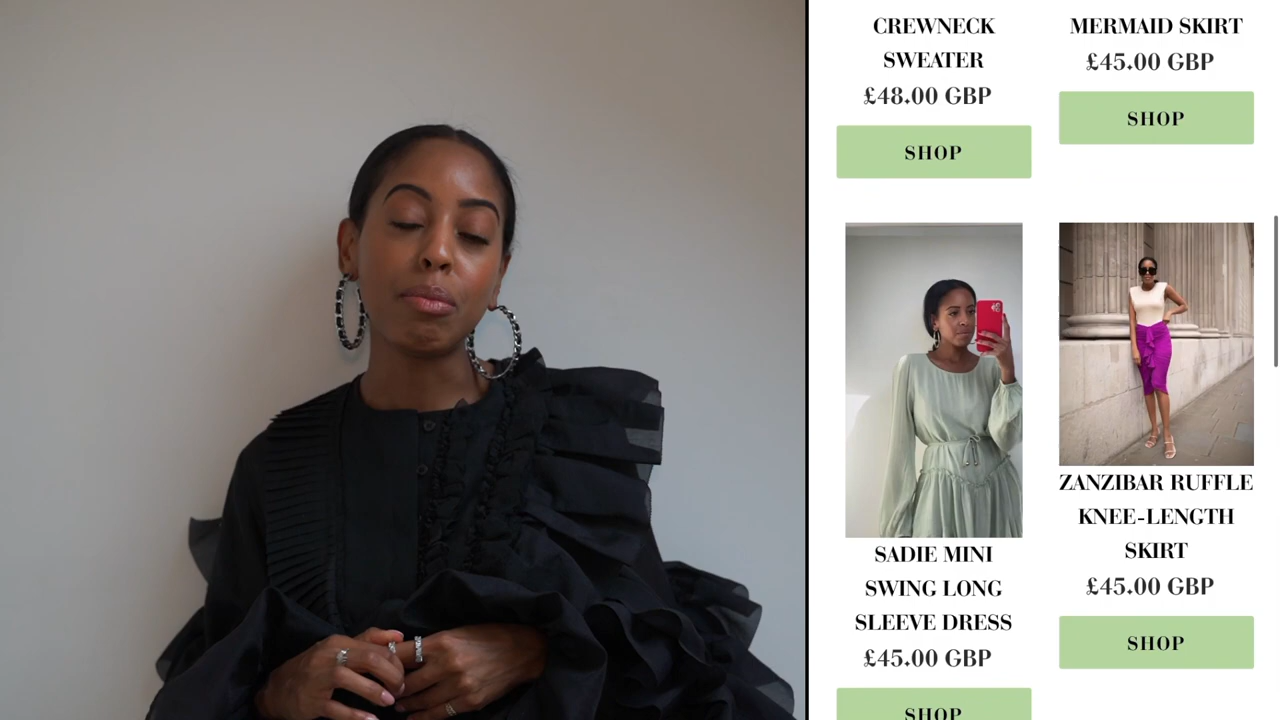 CREWNECK
SWEATER
£48.00 GBP
SHOP
MERMAID SKIRT
£45.00 GBP
SHOP
SADIE MINI
SWING LONG
SLEEVE DRESS
£45.00 GBP
SHOP
ZANZIBAR RUFFLE
KNEE-LENGTH
SKIRT
£45.00 GBP
SHOP